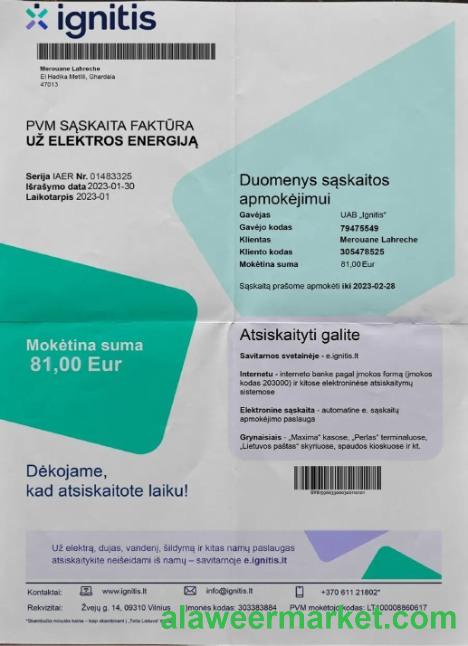 ignitis
Merouane Lahreche
El Hadika Metlili, Ghardaia
47013
PVM SĄSKAITA FAKTŪRA
UŽ ELEKTROS ENERGIJĄ
Serija IAER Nr. 01483325
Išrašymo data 2023-01-30
Laikotarpis 2023-01
Duomenys sąskaitos
apmokėjimui
Gavėjas UAB „Ignitis"
Gavėjo kodas 79475549
Klientas Merouane Lahreche
Kliento kodas 305478525
Mokėtina suma 81,00 Eur
Sąskaitą prašome apmokėti iki 2023-02-28
Mokėtina suma
81,00 Eur
Atsiskaityti galite
Savitarnos svetainėje - e.ignitis.lt
Internetu - interneto banke pagal įmokos formą (įmokos
kodas 203000) ir kitose elektroninėse atsiskaitymų
sistemose
Elektroninė sąskaita - automatinė e. sąskaitų
apmokėjimo paslauga
Grynaisiais - „Maxima" kasose, „Perlas" terminaluose,
„Lietuvos paštas" skyriuose, spaudos kioskuose ir kt.
Dėkojame,
kad atsiskaitote laiku!
Už elektrą, dujas, vandenį, šildymą ir kitas namų paslaugas
atsiskaitykite neišeidami iš namų – savitarnoje e.ignitis.lt
Kontaktai: www.ignitis.lt info@ignitis.lt +370 611 21802*
Rekvizitai: Žvejų g. 14, 09310 Vilnius Įmonės kodas: 303383884 PVM mokėtojo kodas: LT100008860617
alaweermarket.com